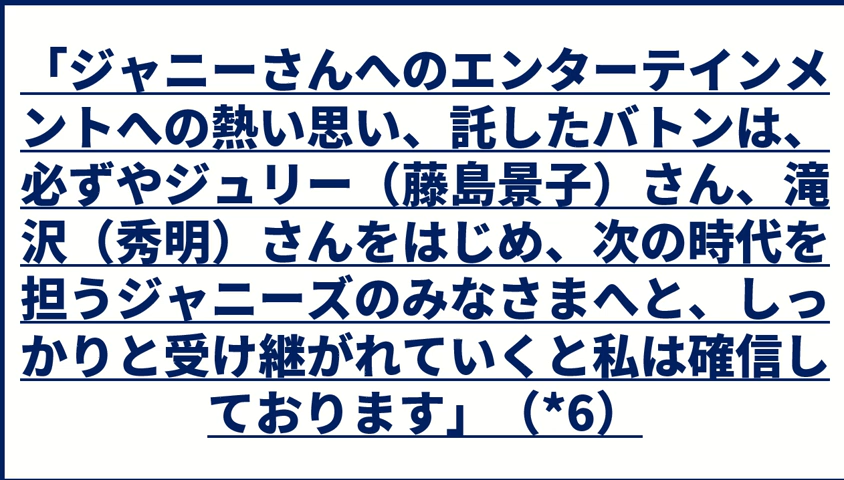 「ジャニーさんへのエンターテインメ
ントへの熱い思い、託したバトンは、
必ずやジュリー（藤島景子）さん、滝
沢（秀明）さんをはじめ、次の時代を
担うジャニーズのみなさまへと、しっ
かりと受け継がれていくと私は確信し
ております」（*6）